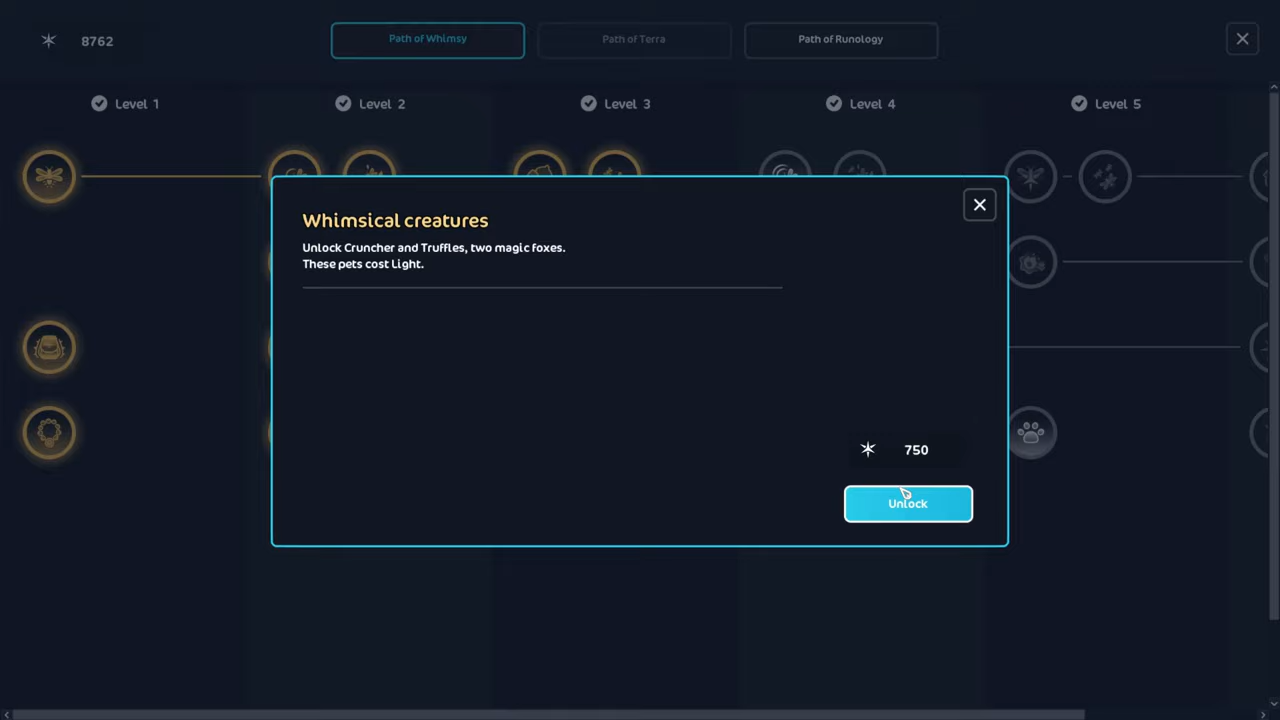 8762
Path of Whimsy
Path of Terra
Path of Runology
Level 1
Level 2
Level 3
Level 4
Level 5
Whimsical creatures
Unlock Cruncher and Truffles, two magic foxes.
These pets cost Light.
750
Unlock